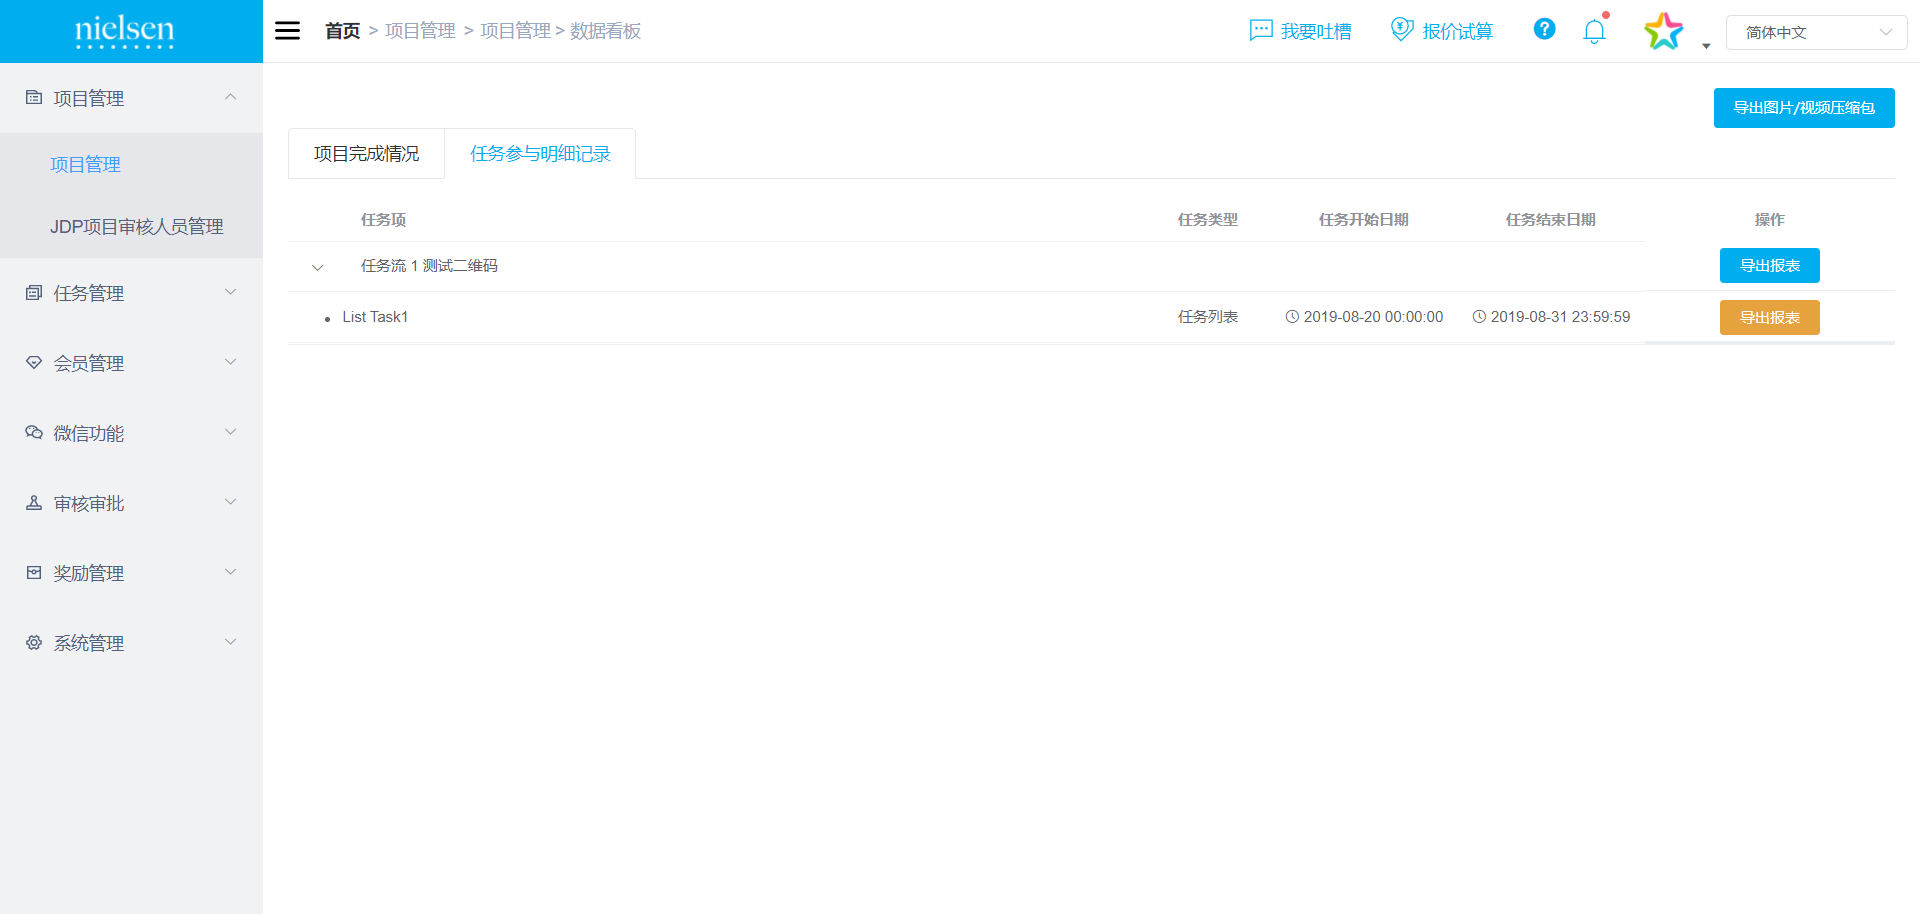 nielsen
首页 > 项目管理 > 项目管理 > 数据看板
我要吐槽
报价试算
?
简体中文
项目管理
项目管理
JDP项目审核人员管理
任务管理
会员管理
微信功能
审核审批
奖励管理
系统管理
导出图片/视频压缩包
项目完成情况
任务参与明细记录
任务项 任务类型 任务开始日期 任务结束日期 操作
任务流 1 测试二维码 导出报表
• List Task1 任务列表 2019-08-20 00:00:00 2019-08-31 23:59:59 导出报表